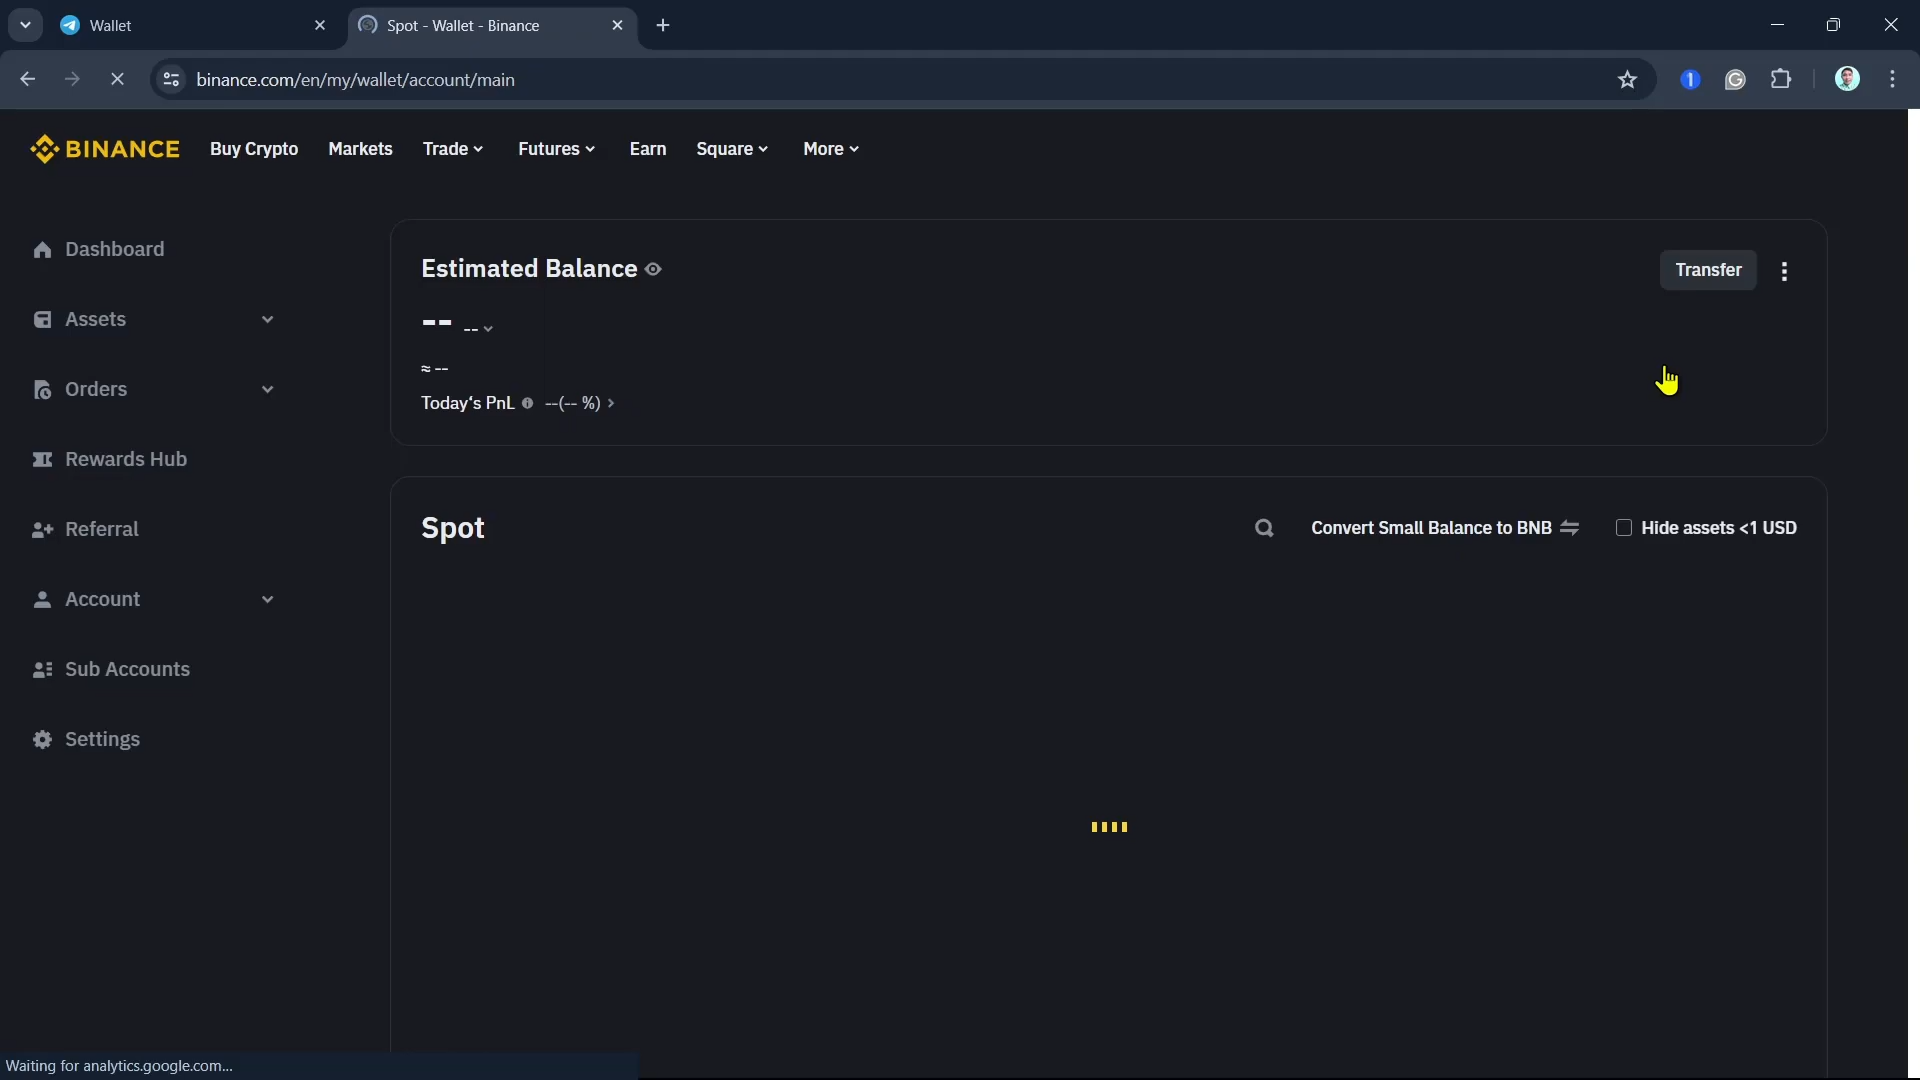 Wallet
Spot - Wallet - Binance
binance.com/en/my/wallet/account/main
BINANCE
Buy Crypto
Markets
Trade
Futures
Earn
Square
More
Dashboard
Assets
Orders
Rewards Hub
Referral
Account
Sub Accounts
Settings
Estimated Balance
Transfer
-- --
≈ --
Today's PnL --(-- %)
Spot
Convert Small Balance to BNB
Hide assets <1 USD
Waiting for analytics.google.com...